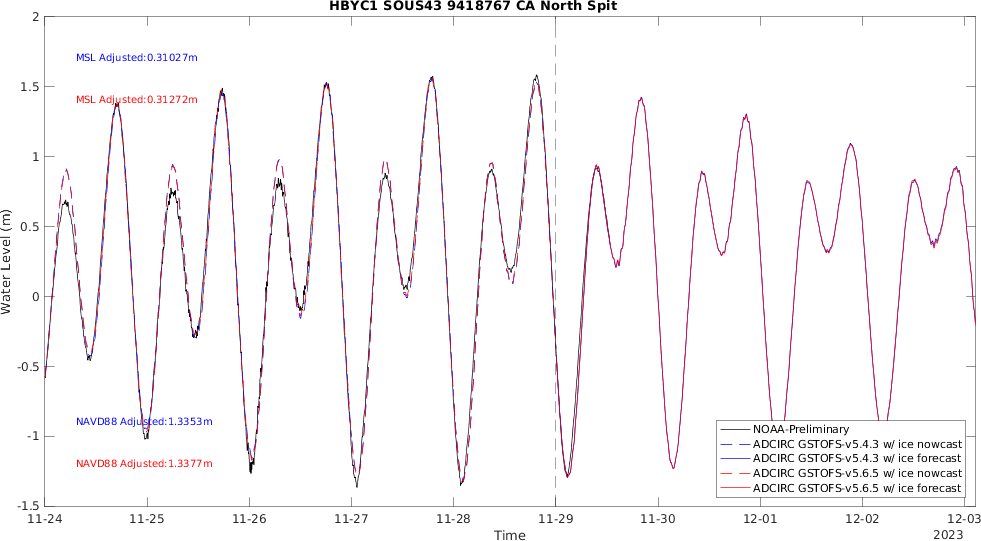 HBYC1 SOUS43 9418767 CA North Spit
2
1.5
1
0.5
0
-0.5
-1
-1.5
Water Level (m)
MSL Adjusted:0.31027m
MSL Adjusted:0.31272m
NAVD88 Adjusted:1.3353m
NAVD88 Adjusted:1.3377m
NOAA-Preliminary
ADCIRC GSTOFS-v5.4.3 w/ ice nowcast
ADCIRC GSTOFS-v5.4.3 w/ ice forecast
ADCIRC GSTOFS-v5.6.5 w/ ice nowcast
ADCIRC GSTOFS-v5.6.5 w/ ice forecast
11-24 11-25 11-26 11-27 11-28 11-29 11-30 12-01 12-02 12-03
Time
2023